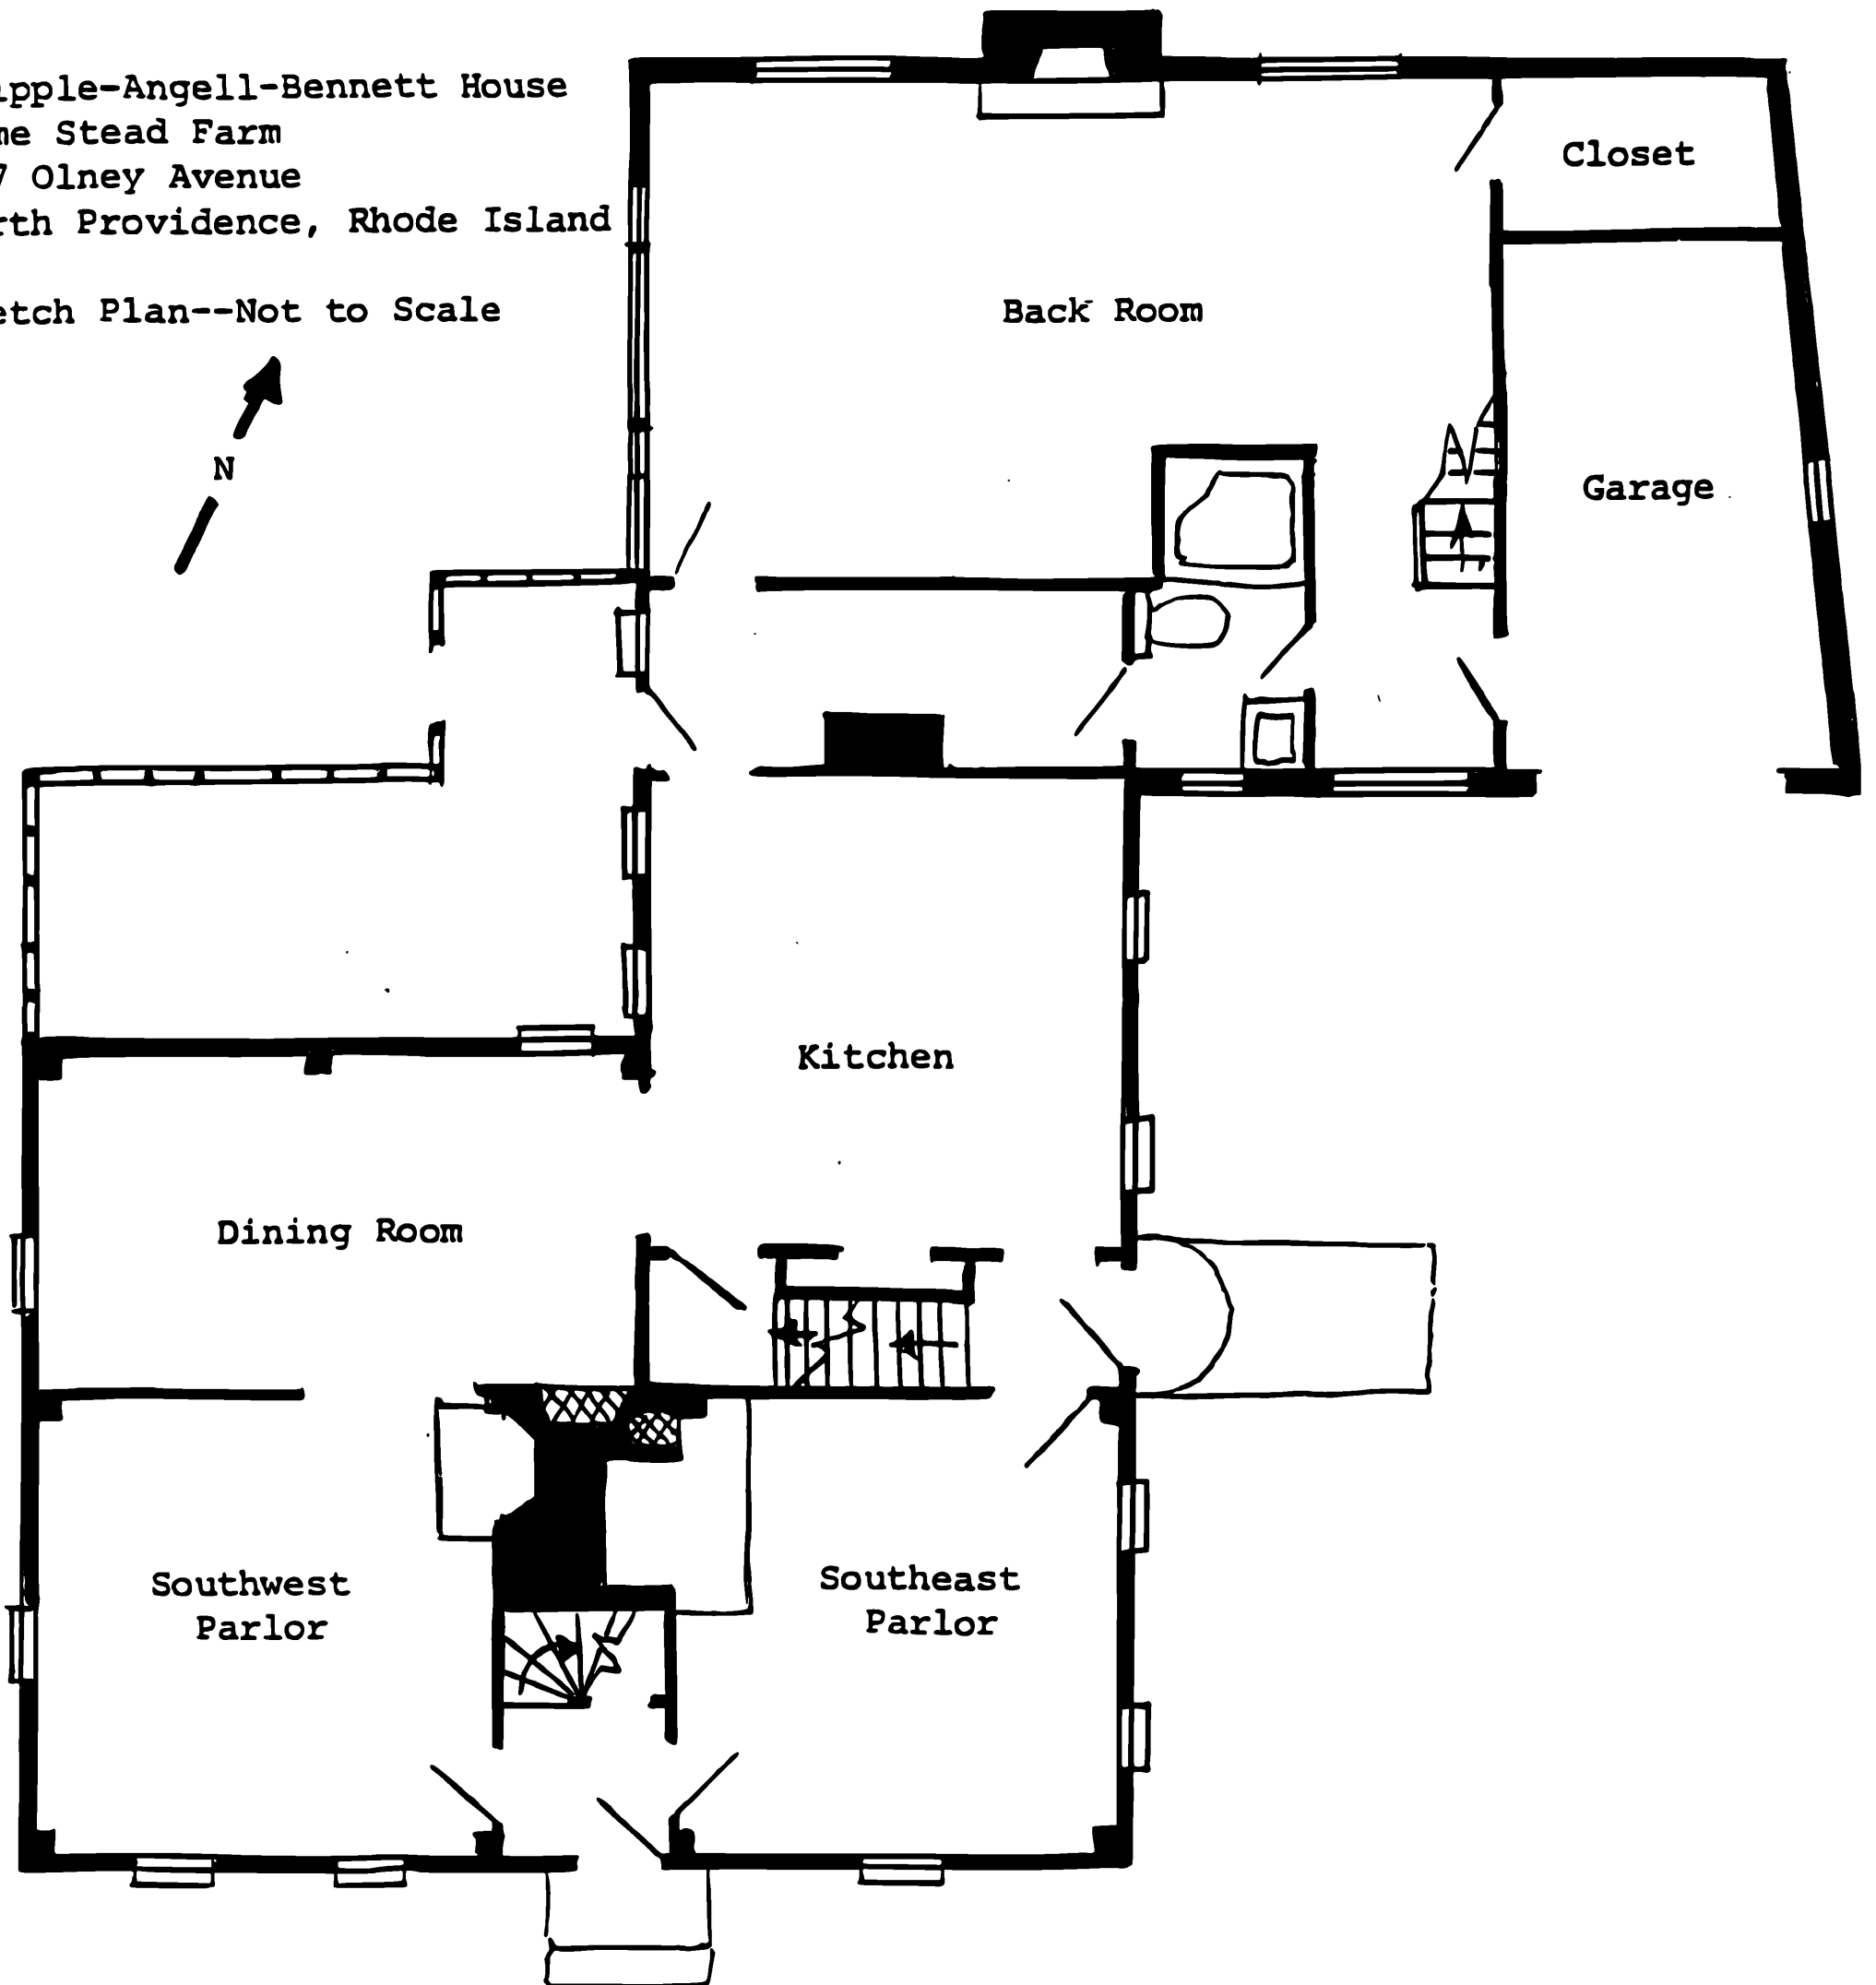 ipple-Angell-Bennett House
me Stead Farm
7 Olney Avenue
rth Providence, Rhode Island
etch Plan--Not to Scale
N
Closet
Back Room
Garage
Kitchen
Dining Room
Southwest
Parlor
Southeast
Parlor